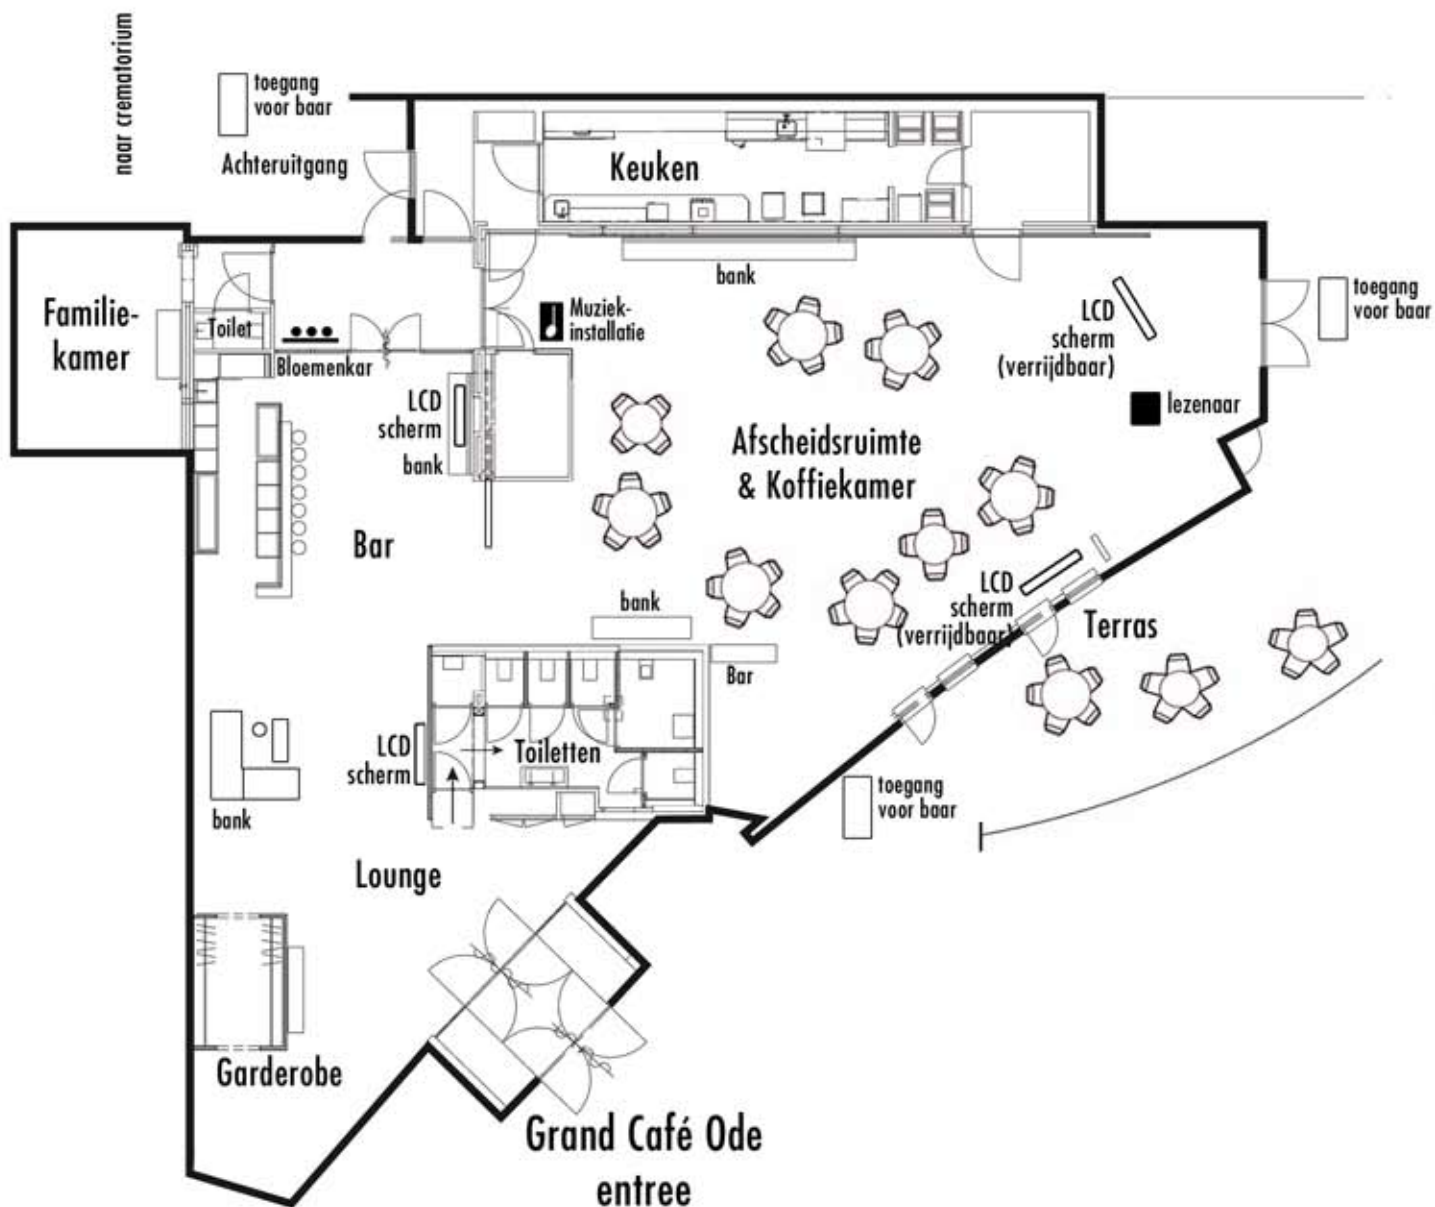 naar crematorium
toegang
voor baar
Achteruitgang
Keuken
bank
Familie-
kamer
Toilet
Bloemenkar
Muziek-
installatie
LCD
scherm
(verrijdbaar)
toegang
voor baar
lezenaar
LCD
scherm
bank
Afscheidsruimte
& Koffiekamer
Bar
bank
LCD
scherm
(verrijdbaar)
Terras
Bar
LCD
scherm
Toiletten
bank
toegang
voor baar
Lounge
Garderobe
Grand Café Ode
entree